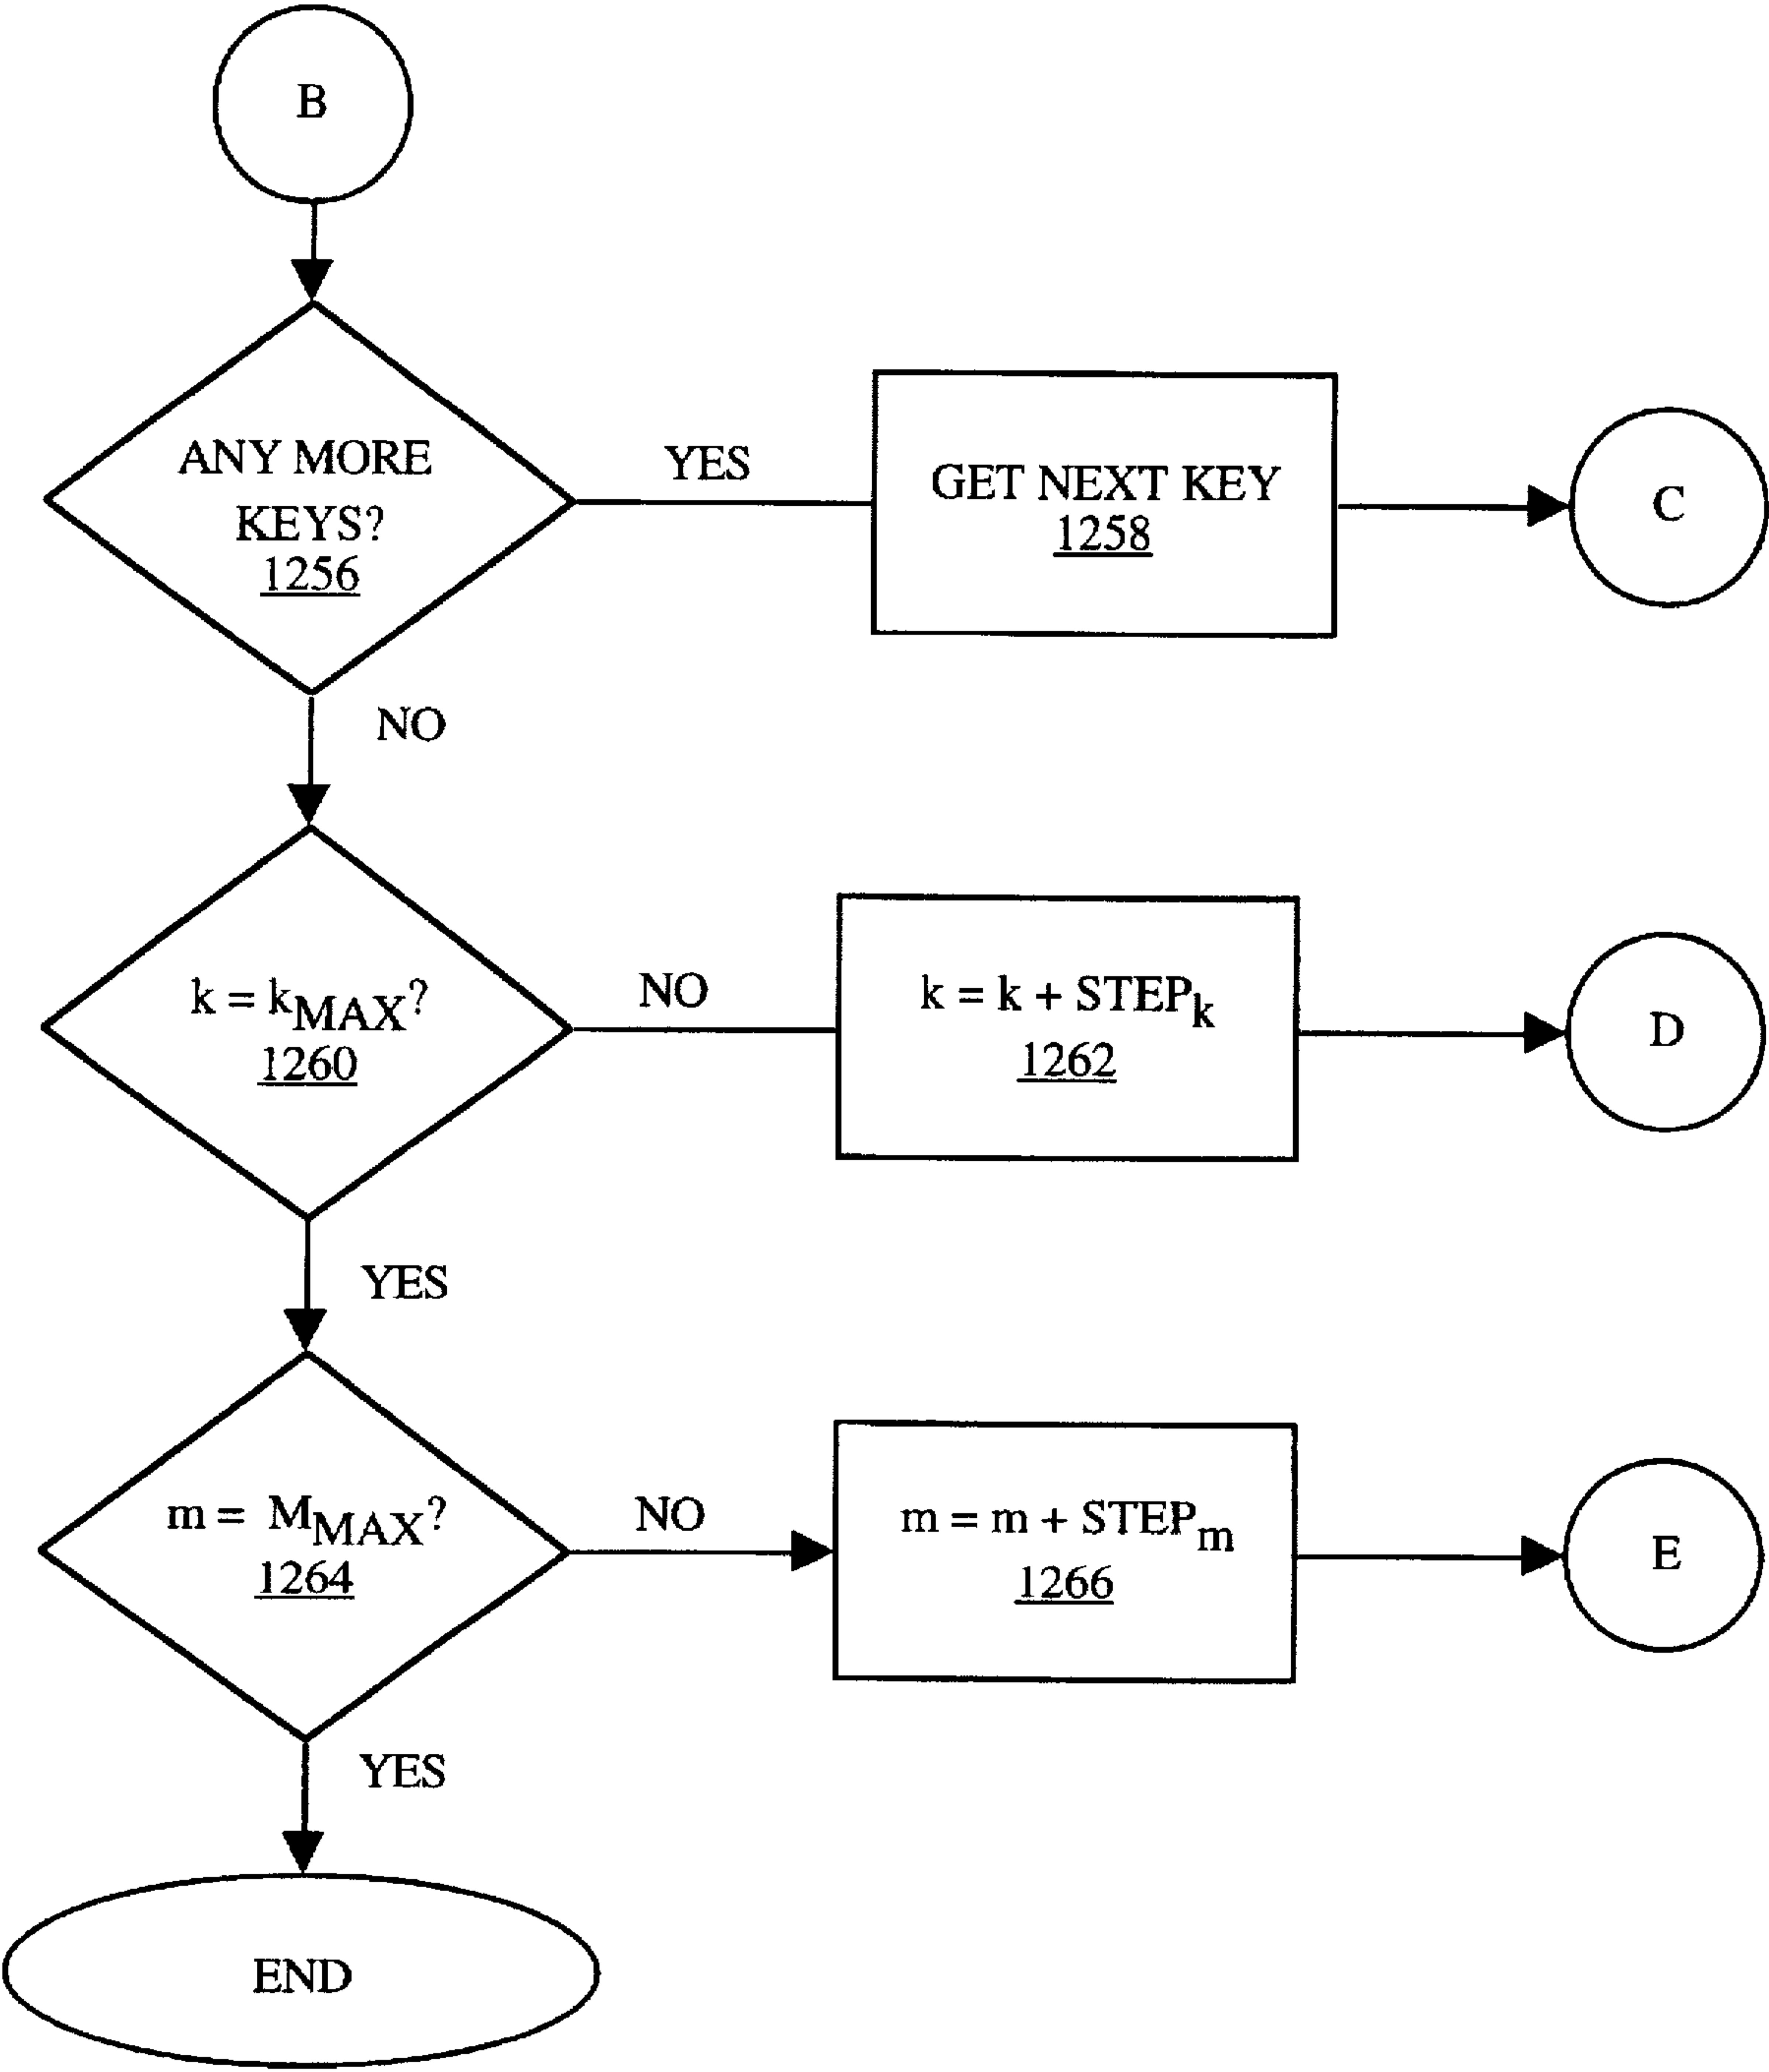 B
ANY MORE
KEYS?
1256
YES
GET NEXT KEY
1258
C
NO
k = kMAX?
1260
NO
k = k + STEPk
1262
D
YES
m = MMAX?
1264
NO
m = m + STEPm
1266
E
YES
END